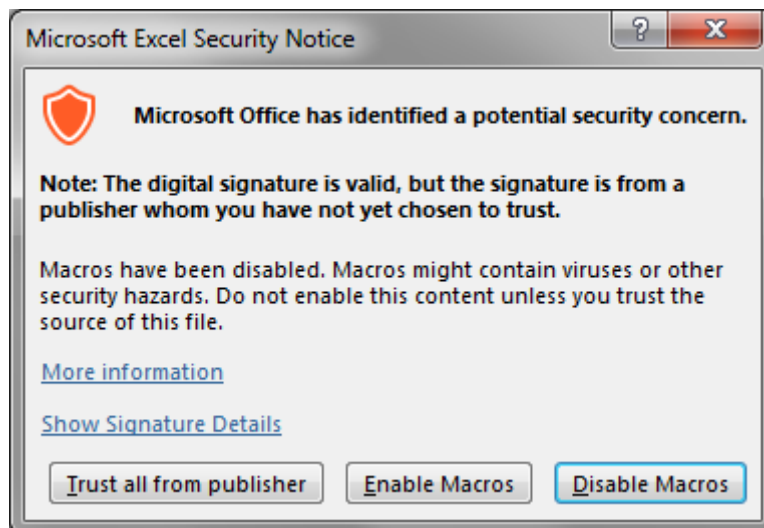 Microsoft Excel Security Notice
Microsoft Office has identified a potential security concern.
Note: The digital signature is valid, but the signature is from a
publisher whom you have not yet chosen to trust.
Macros have been disabled. Macros might contain viruses or other
security hazards. Do not enable this content unless you trust the
source of this file.
More information
Show Signature Details
Trust all from publisher Enable Macros Disable Macros